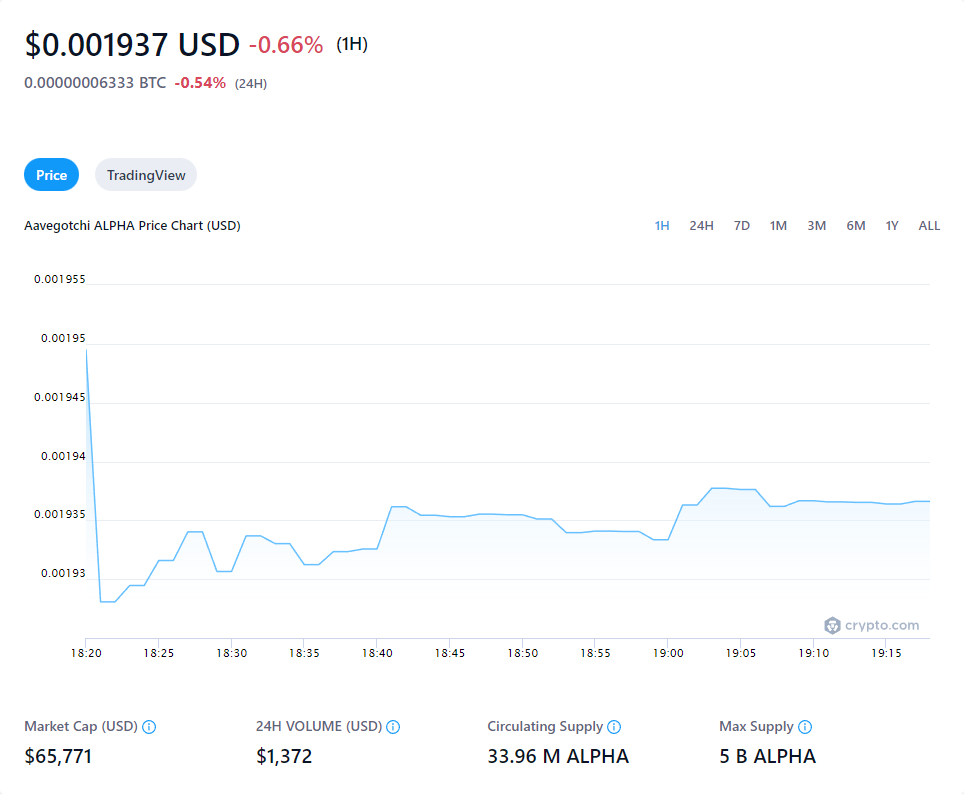 $0.001937 USD -0.66% (1H)
0.00000006333 BTC -0.54% (24H)
Price TradingView
Aavegotchi ALPHA Price Chart (USD) 1H 24H 7D 1M 3M 6M 1Y ALL
0.001955
0.00195
0.001945
0.00194
0.001935
0.00193
crypto.com
18:20 18:25 18:30 18:35 18:40 18:45 18:50 18:55 19:00 19:05 19:10 19:15
Market Cap (USD) 24H VOLUME (USD) Circulating Supply Max Supply
$65,771 $1,372 33.96 M ALPHA 5 B ALPHA